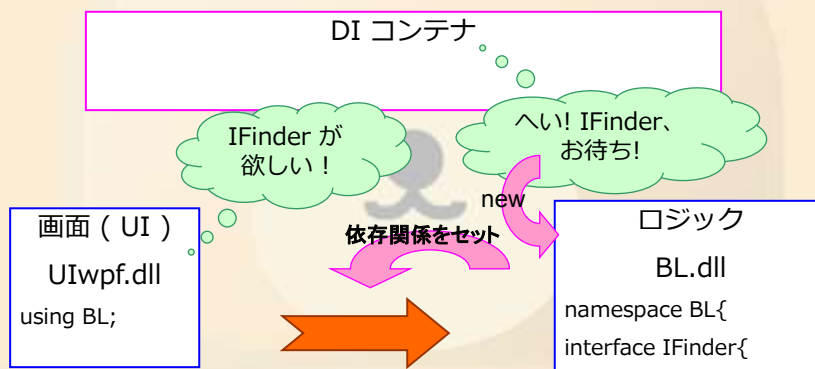 DI コンテナ
IFinder が
欲しい！
へい! IFinder、
お待ち!
new
依存関係をセット
画面 ( UI )
UIwpf.dll
using BL;
ロジック
BL.dll
namespace BL{
interface IFinder{